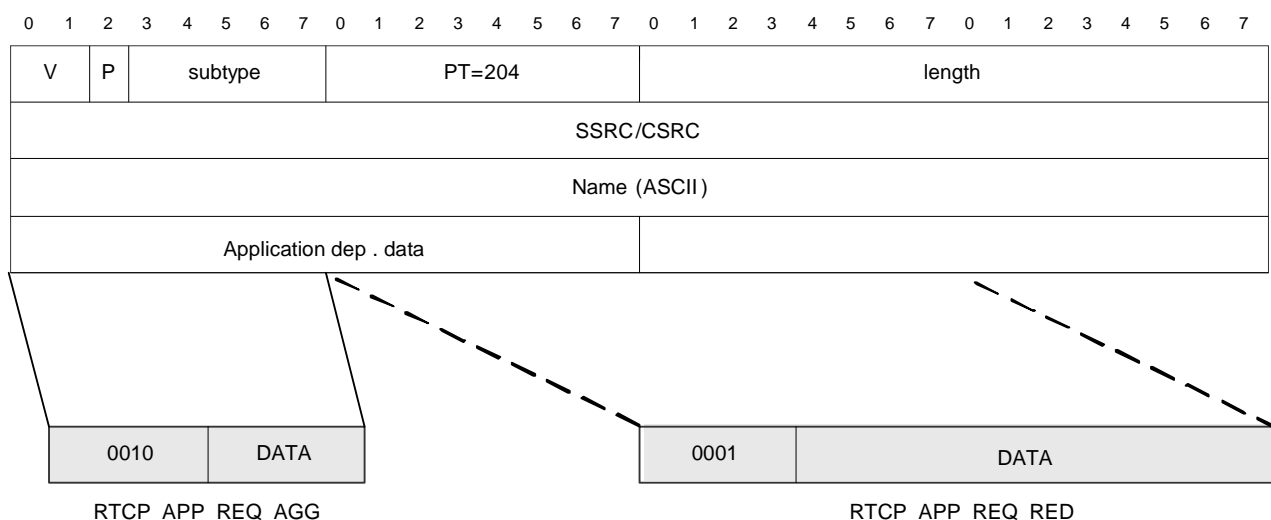 0 1 2 3 4 5 6 7 0 1 2 3 4 5 6 7 0 1 2 3 4 5 6 7 0 1 2 3 4 5 6 7
V P subtype PT=204 length
SSRC/CSRC
Name (ASCII)
Application dep . data
0010 DATA 0001 DATA
RTCP APP REQ AGG RTCP APP REQ RED